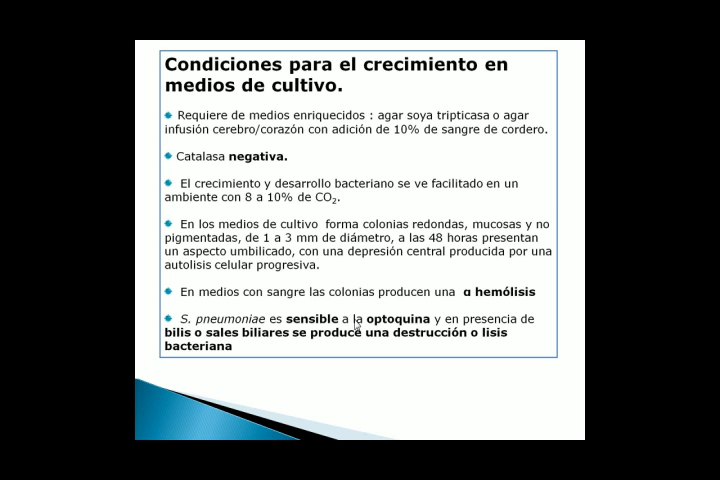 Condiciones para el crecimiento en
medios de cultivo.
Requiere de medios enriquecidos : agar soya tripticasa o agar
infusión cerebro/corazón con adición de 10% de sangre de cordero.
Catalasa negativa.
El crecimiento y desarrollo bacteriano se ve facilitado en un
ambiente con 8 a 10% de CO₂.
En los medios de cultivo forma colonias redondas, mucosas y no
pigmentadas, de 1 a 3 mm de diámetro, a las 48 horas presentan
un aspecto umbilicado, con una depresión central producida por una
autolisis celular progresiva.
En medios con sangre las colonias producen una α hemólisis
S. pneumoniae es sensible a la optoquina y en presencia de
bilis o sales biliares se produce una destrucción o lisis
bacteriana